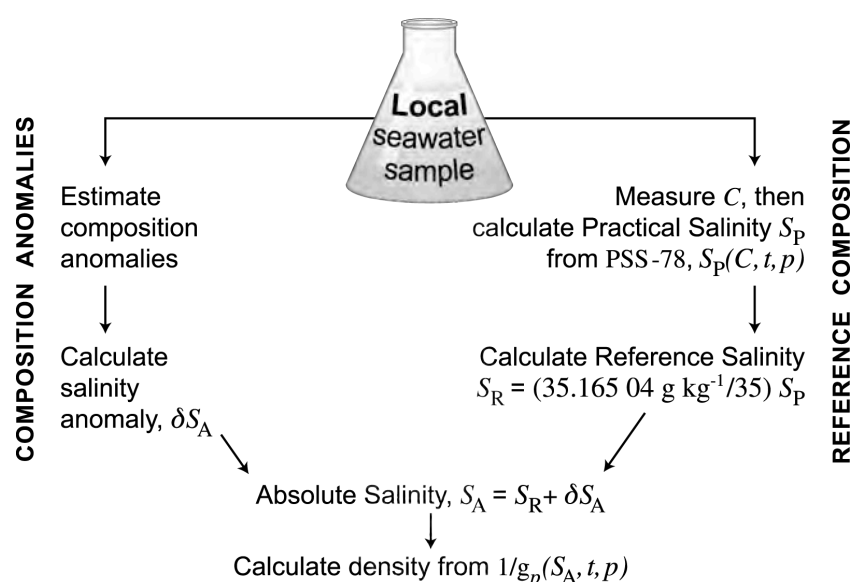 Local
seawater
sample
COMPOSITION ANOMALIES
Estimate
composition
anomalies
Calculate
salinity
anomaly, δS_A
REFERENCE COMPOSITION
Measure C, then
calculate Practical Salinity S_P
from PSS-78, S_P(C, t, p)
Calculate Reference Salinity
S_R = (35.165 04 g kg⁻¹/35) S_P
Absolute Salinity, S_A = S_R + δS_A
Calculate density from 1/g_p(S_A, t, p)